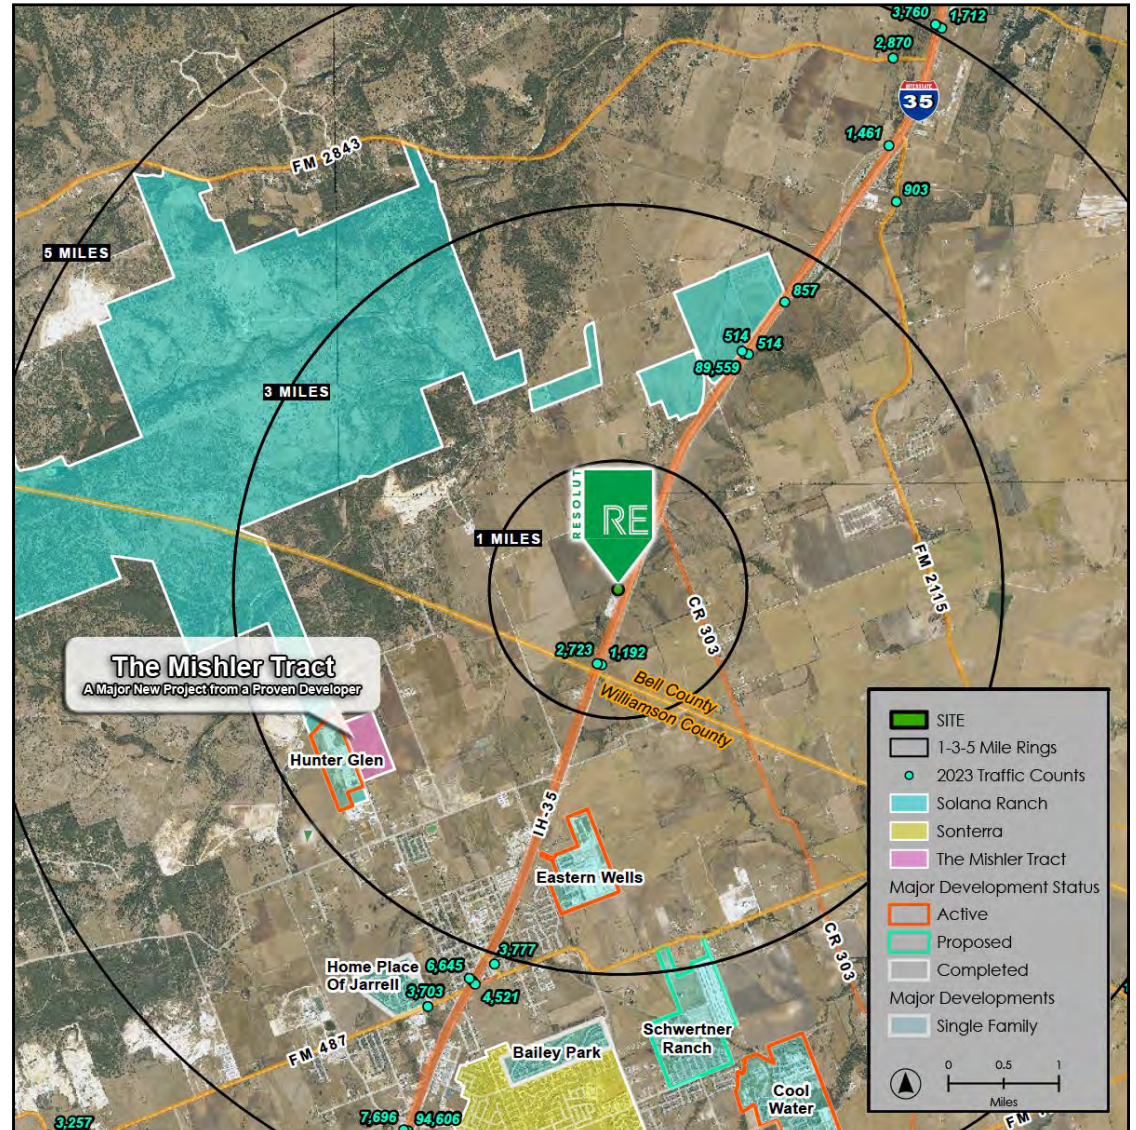 3,760
1,712
2,870
INTERSTATE
35
1,461
903
FM 2843
5 MILES
857
514
514
89,559
3 MILES
RESOLUT
RE
1 MILES
FM 2115
CR 303
2,723
1,192
Bell County
Williamson County
The Mishler Tract
A Major New Project from a Proven Developer
Hunter Glen
IH-35
Eastern Wells
CR 303
3,777
6,645
4,521
Home Place
Of Jarrell
3,703
FM 487
Schwertner
Ranch
Bailey Park
Cool
Water
7,696
94,606
3,257
FM
SITE
1-3-5 Mile Rings
2023 Traffic Counts
Solana Ranch
Sonterra
The Mishler Tract
Major Development Status
Active
Proposed
Completed
Major Developments
Single Family
0
0.5
1
Miles